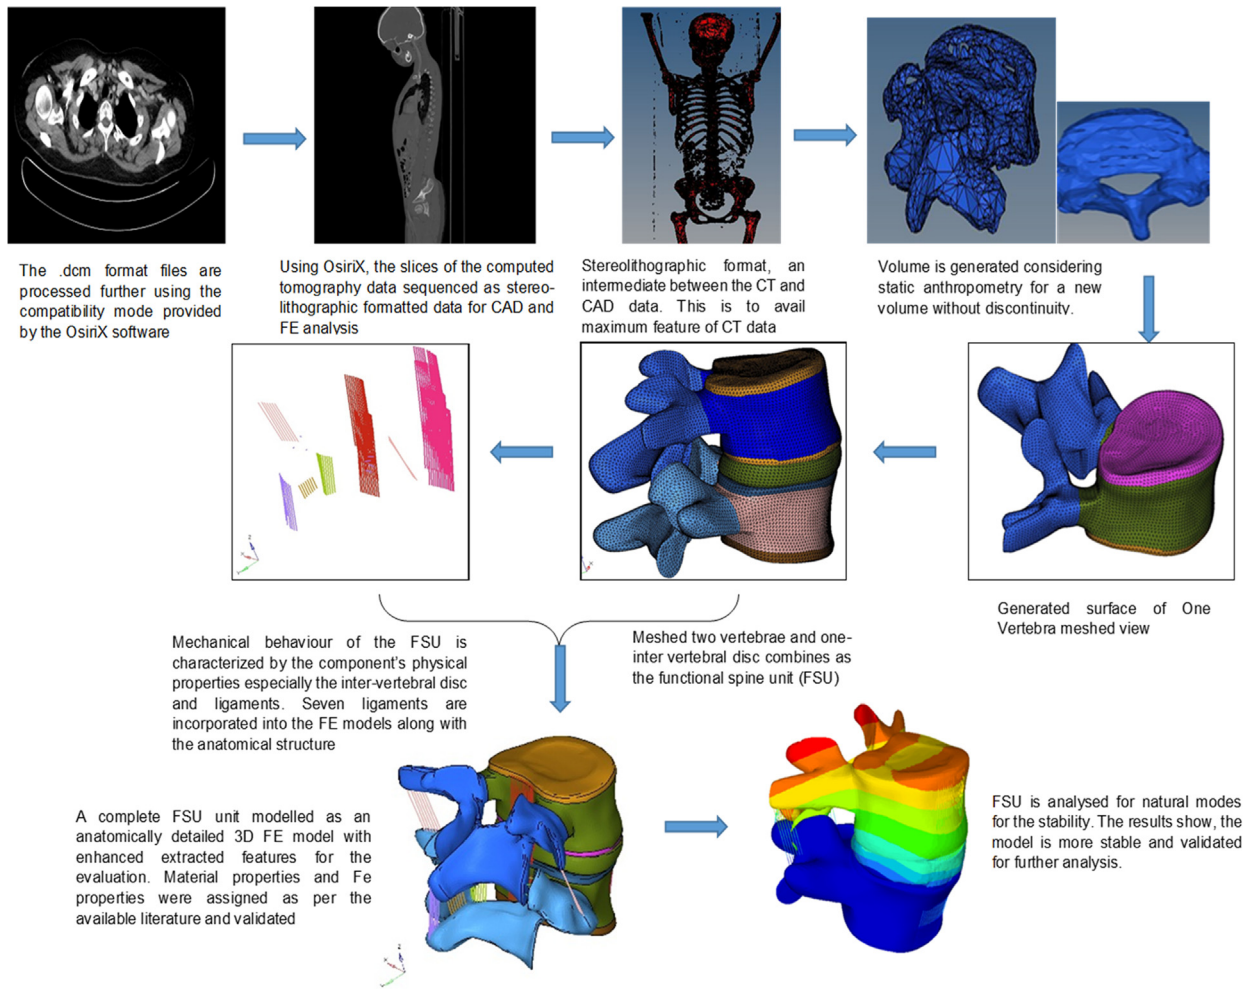 The .dcm format files are
processed further using the
compatibility mode provided
by the OsiriX software
Using OsiriX, the slices of the computed
tomography data sequenced as stereo-
lithographic formatted data for CAD and
FE analysis
Stereolithographic format, an
intermediate between the CT and
CAD data. This is to avail
maximum feature of CT data
Volume is generated considering
static anthropometry for a new
volume without discontinuity.
Generated surface of One
Vertebra meshed view
Meshed two vertebrae and one-
inter vertebral disc combines as
the functional spine unit (FSU)
Mechanical behaviour of the FSU is
characterized by the component's physical
properties especially the inter-vertebral disc
and ligaments. Seven ligaments are
incorporated into the FE models along with
the anatomical structure
A complete FSU unit modelled as an
anatomically detailed 3D FE model with
enhanced extracted features for the
evaluation. Material properties and Fe
properties were assigned as per the
available literature and validated
FSU is analysed for natural modes
for the stability. The results show, the
model is more stable and validated
for further analysis.